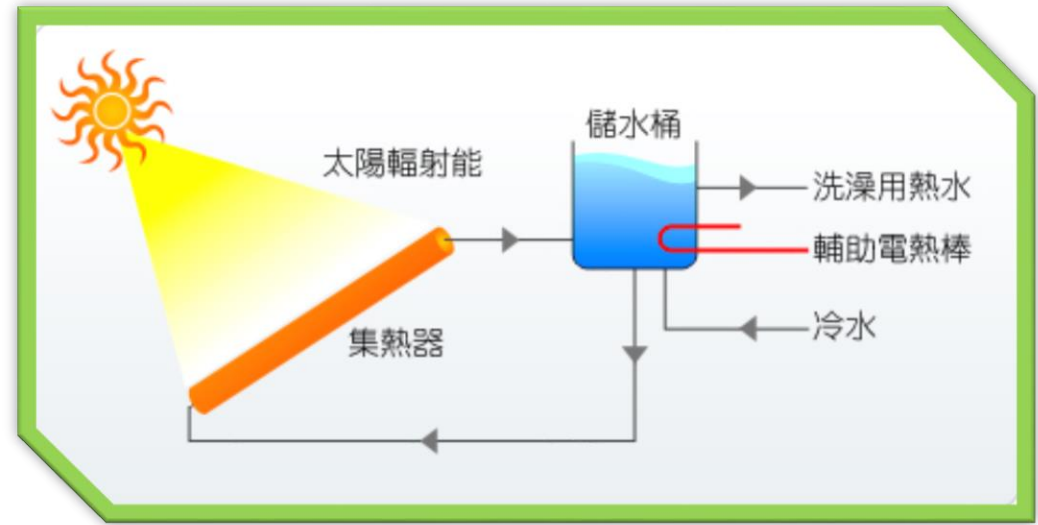 儲水桶
太陽輻射能
洗澡用熱水
輔助電熱棒
集熱器
冷水